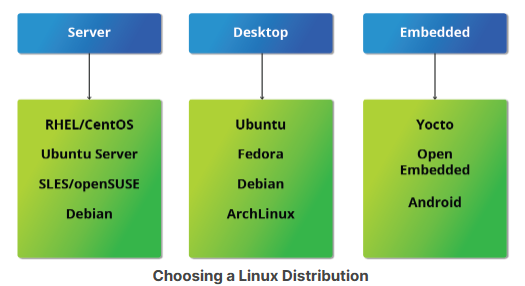 Server
RHEL/CentOS
Ubuntu Server
SLES/openSUSE
Debian
Desktop
Ubuntu
Fedora
Debian
ArchLinux
Embedded
Yocto
Open
Embedded
Android
Choosing a Linux Distribution